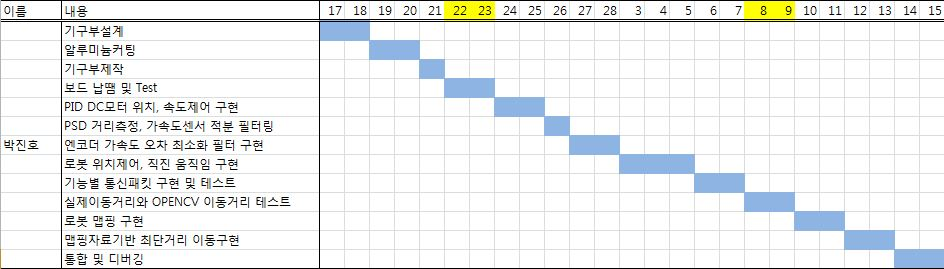 이름 내용 17 18 19 20 21 22 23 24 25 26 27 28 3 4 5 6 7 8 9 10 11 12 13 14 15
기구부설계
알루미늄커팅
기구부제작
보드 납땜 및 Test
PID DC모터 위치, 속도제어 구현
PSD 거리측정, 가속도센서 적분 필터링
박진호 엔코더 가속도 오차 최소화 필터 구현
로봇 위치제어, 직진 움직임 구현
기능별 통신패킷 구현 및 테스트
실제이동거리와 OPENCV 이동거리 테스트
로봇 맵핑 구현
맵핑자료기반 최단거리 이동구현
통합 및 디버깅